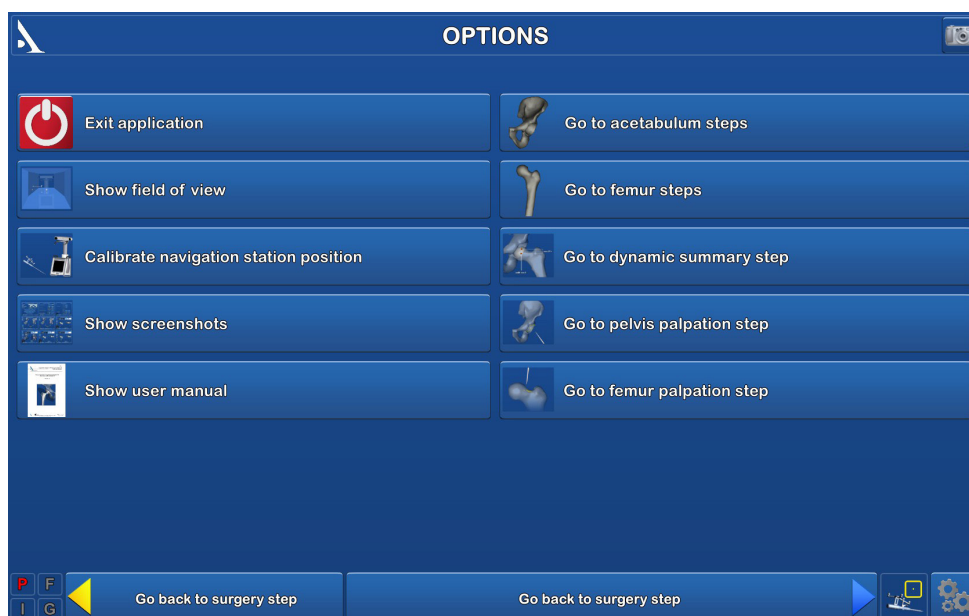 OPTIONS
Exit application
Go to acetabulum steps
Show field of view
Go to femur steps
Calibrate navigation station position
Go to dynamic summary step
Show screenshots
Go to pelvis palpation step
Show user manual
Go to femur palpation step
P F
I G
Go back to surgery step
Go back to surgery step